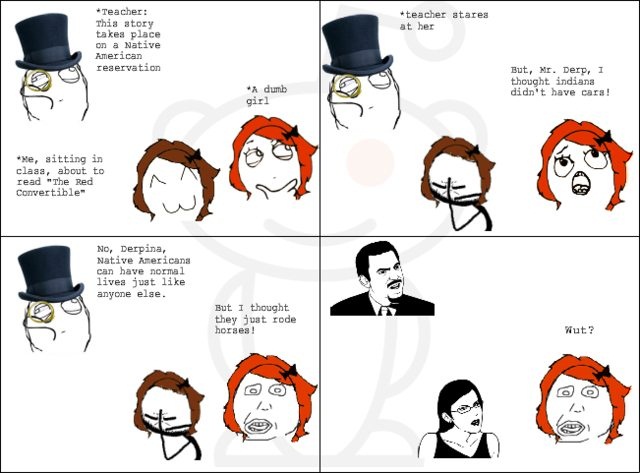 *Teacher:
This story
takes place
on a Native
American
reservation
*A dumb
girl
*Me, sitting in
class, about to
read "The Red
Convertible"
*teacher stares
at her
But, Mr. Derp, I
thought indians
didn't have cars!
No, Derpina,
Native Americans
can have normal
lives just like
anyone else.
But I thought
they just rode
horses!
Wut?